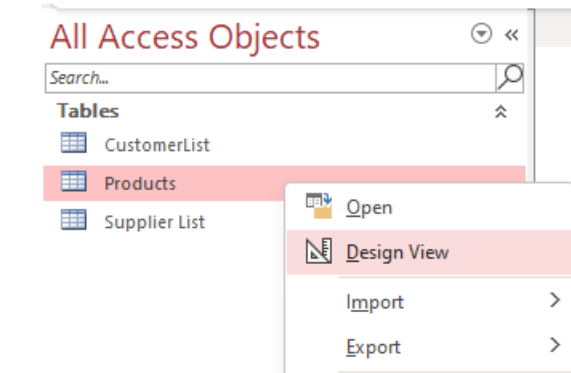 All Access Objects
Search...
Tables
CustomerList
Products
Supplier List
Open
Design View
Import
Export